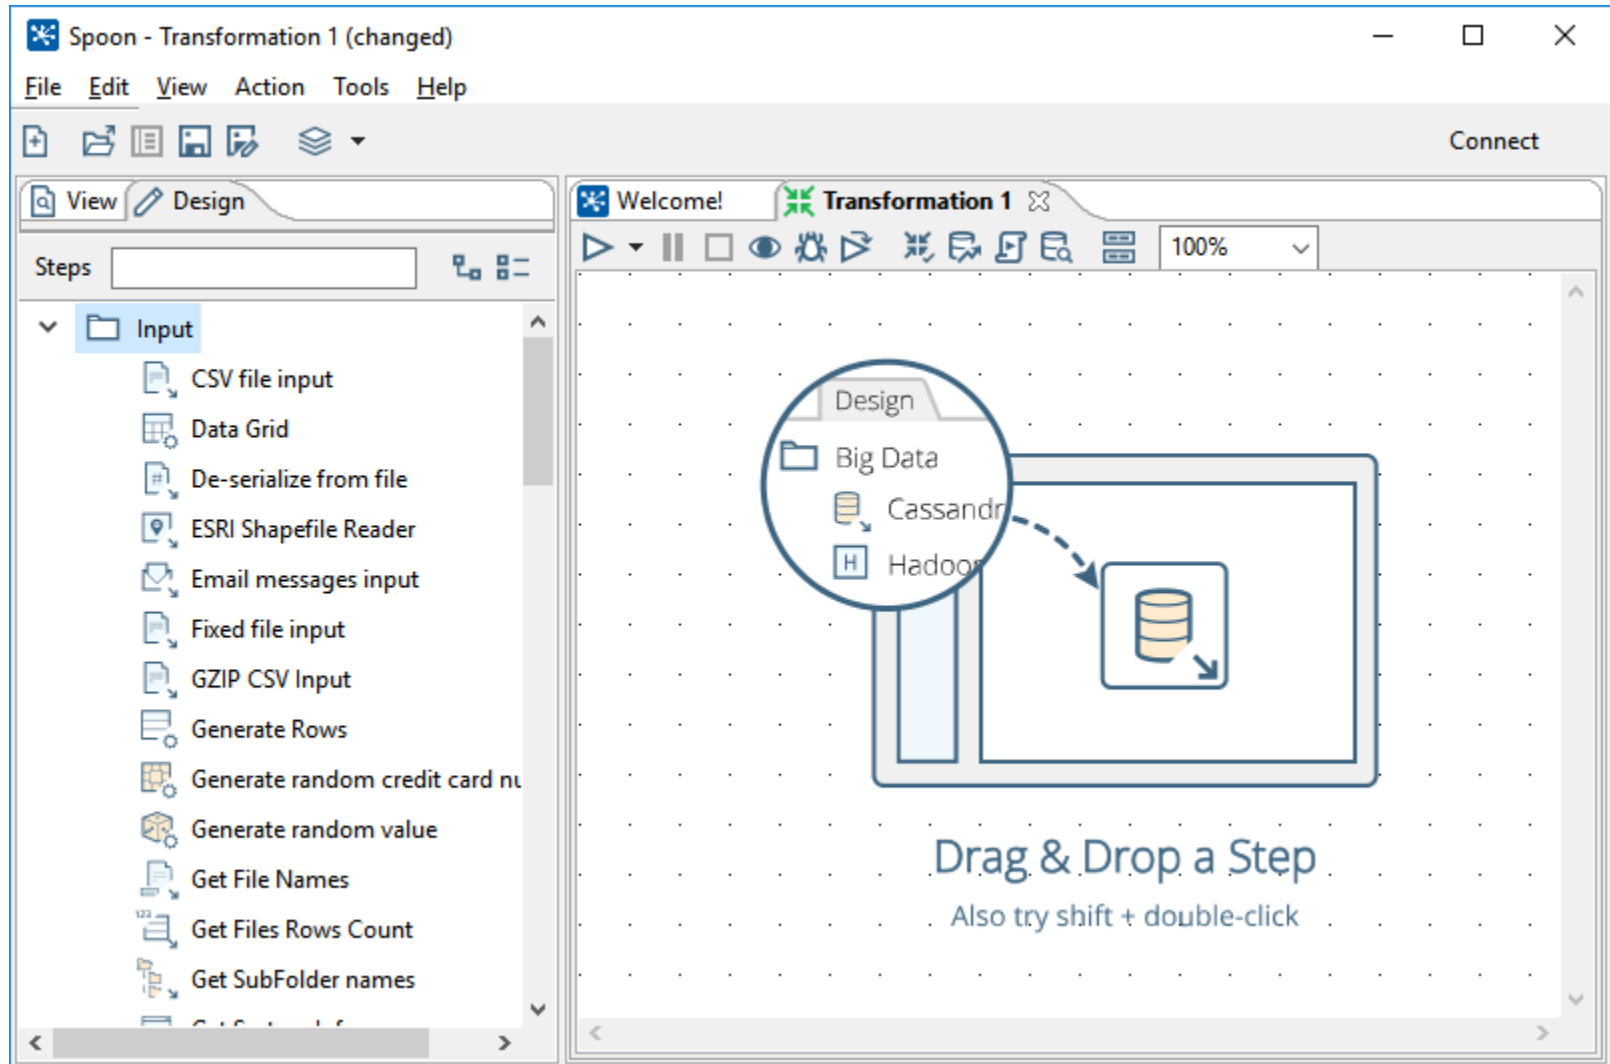 Spoon - Transformation 1 (changed)
File Edit View Action Tools Help
Connect
View Design
Steps
Input
CSV file input
Data Grid
De-serialize from file
ESRI Shapefile Reader
Email messages input
Fixed file input
GZIP CSV Input
Generate Rows
Generate random credit card nu
Generate random value
Get File Names
123
Get Files Rows Count
Get SubFolder names
Welcome! Transformation 1
100%
Design
Big Data
Cassandr
H Hadoop
Drag & Drop a Step
Also try shift + double-click